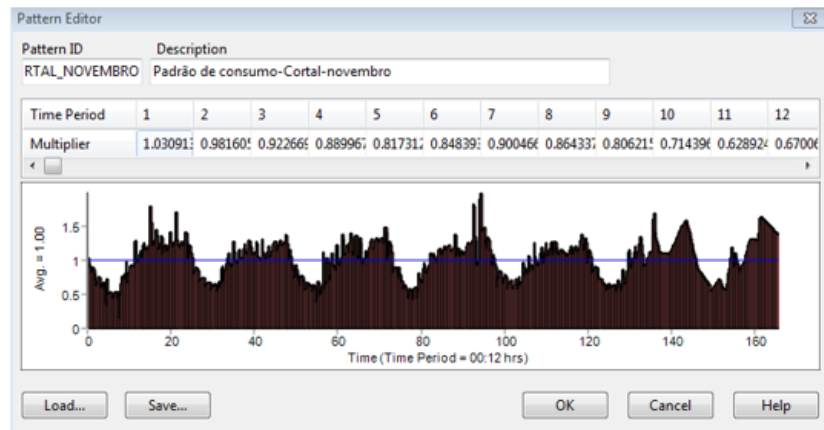 Pattern Editor
Pattern ID Description
RTAL_NOVEMBRO Padrão de consumo-Cortal-novembro
Time Period 1 2 3 4 5 6 7 8 9 10 11 12
Multiplier 1.030913 0.981605 0.922669 0.889967 0.817312 0.848393 0.900466 0.864337 0.806215 0.714396 0.628924 0.67006
Avg. = 1.00
1.5
1
0.5
0
0 20 40 60 80 100 120 140 160
Time (Time Period = 00:12 hrs)
Load... Save... OK Cancel Help